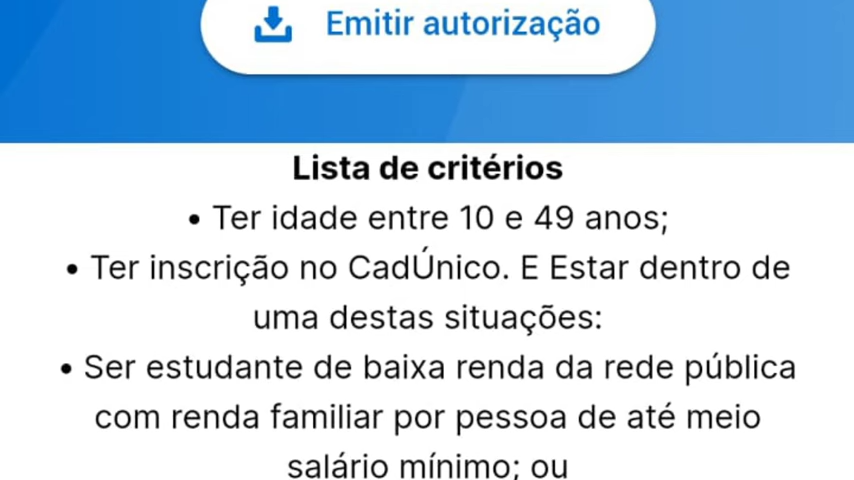 Emitir autorização
Lista de critérios
• Ter idade entre 10 e 49 anos;
• Ter inscrição no CadÚnico. E Estar dentro de
uma destas situações:
• Ser estudante de baixa renda da rede pública
com renda familiar por pessoa de até meio
salário mínimo; ou